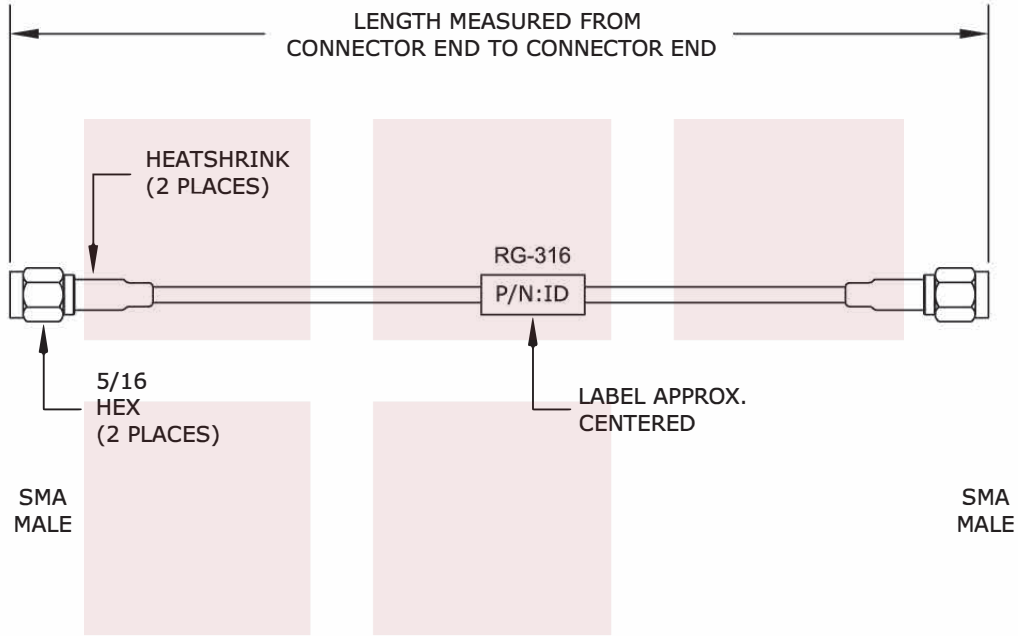 LENGTH MEASURED FROM
CONNECTOR END TO CONNECTOR END
HEATSHRINK
(2 PLACES)
RG-316
P/N:ID
5/16
HEX
(2 PLACES)
LABEL APPROX.
CENTERED
SMA
MALE
SMA
MALE